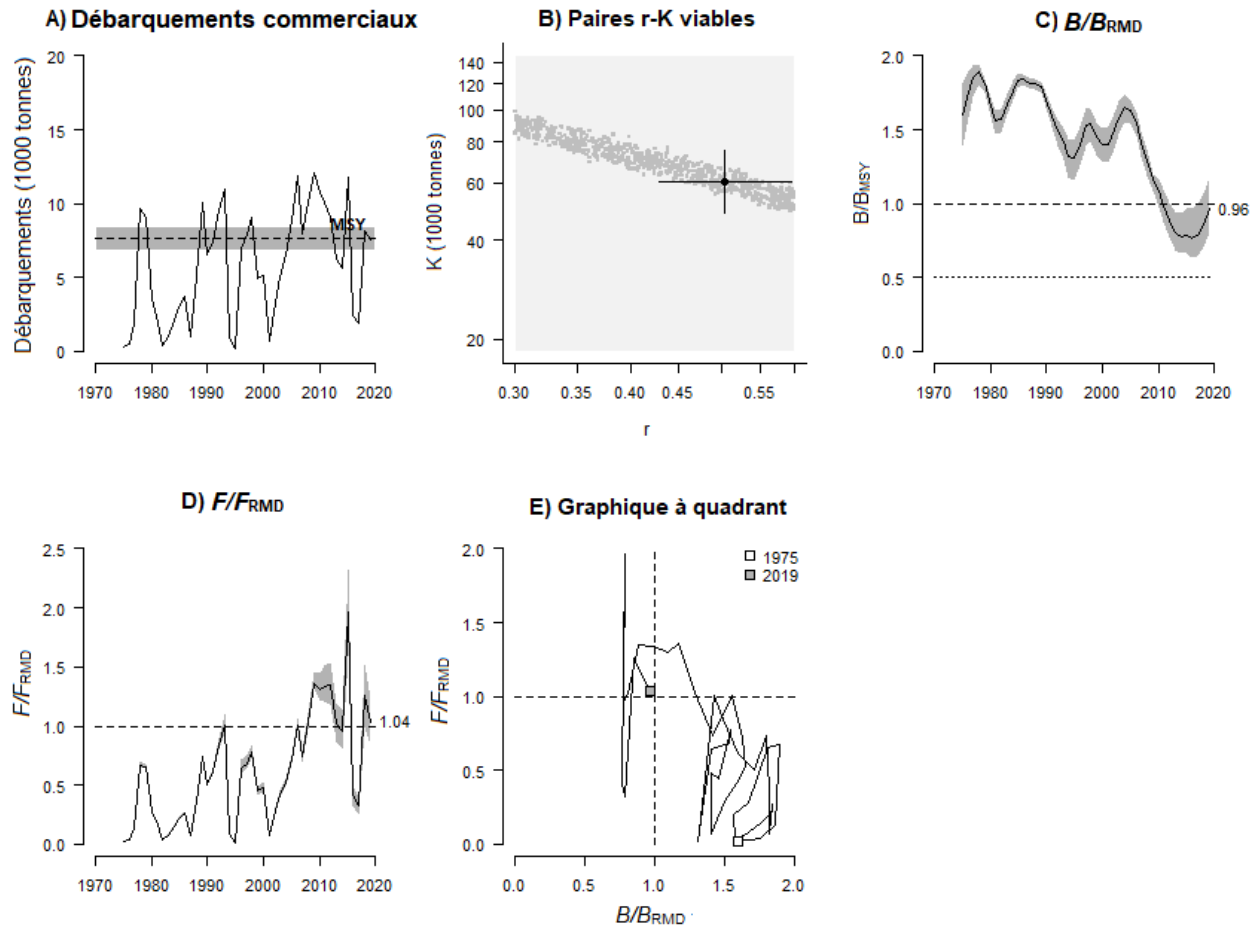 A) Débarquements commerciaux
Débarquements (1000 tonnes)
20
15
10
5
0
MSY
1970 1980 1990 2000 2010 2020
B) Paires r-K viables
K (1000 tonnes)
140
120
100
80
60
40
20
0.30 0.35 0.40 0.45 0.55
r
C) B/BRMD
B/BMSY
2.0
1.5
1.0
0.5
0.0
0.96
1970 1980 1990 2000 2010 2020
D) F/FRMD
F/FRMD
2.5
2.0
1.5
1.0
0.5
0.0
1.04
1970 1980 1990 2000 2010 2020
E) Graphique à quadrant
F/FRMD
2.0
1.5
1.0
0.5
0.0
1975
2019
0.0 0.5 1.0 1.5 2.0
B/BRMD